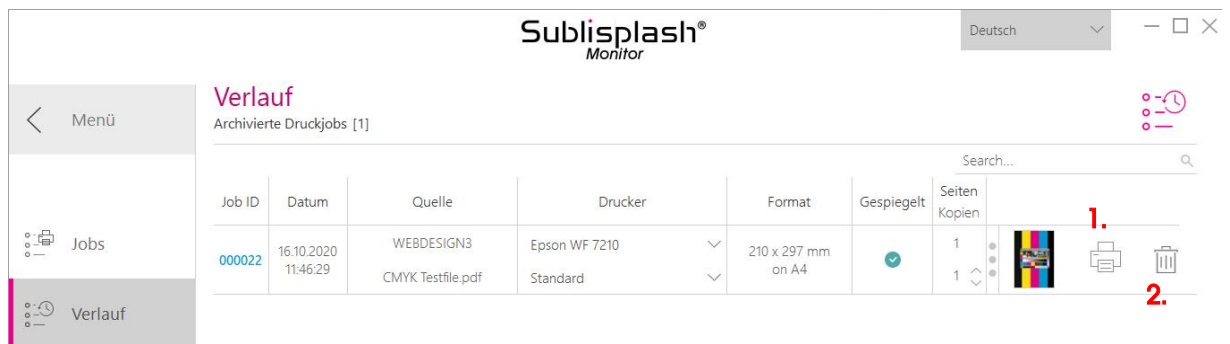 Sublisplash®
Monitor
Deutsch
Menü
Verlauf
Archivierte Druckjobs [1]
Search...
Job ID
Datum
Quelle
Drucker
Format
Gespiegelt
Seiten
Kopien
1.
Jobs
000022
16.10.2020
11:46:29
WEBDESIGN3
CMYK Testfile.pdf
Epson WF 7210
Standard
210 x 297 mm
on A4
1
1
2.
Verlauf